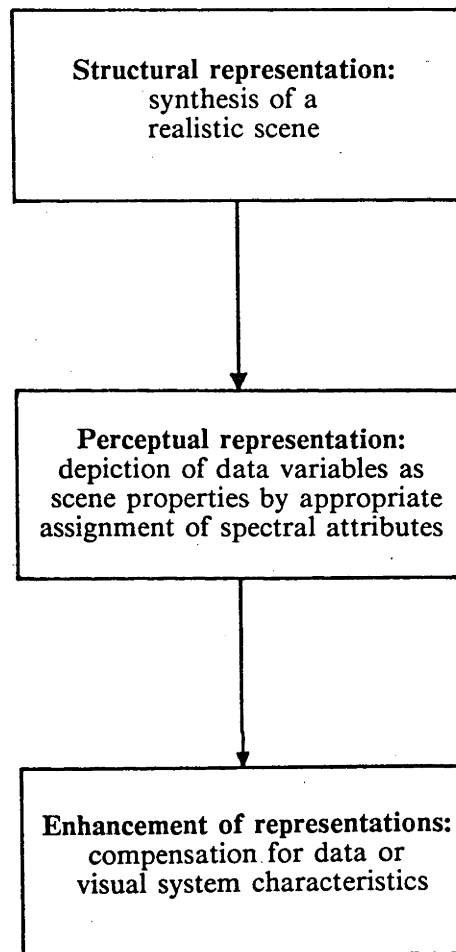 Structural representation:
synthesis of a
realistic scene
Perceptual representation:
depiction of data variables as
scene properties by appropriate
assignment of spectral attributes
Enhancement of representations:
compensation for data or
visual system characteristics